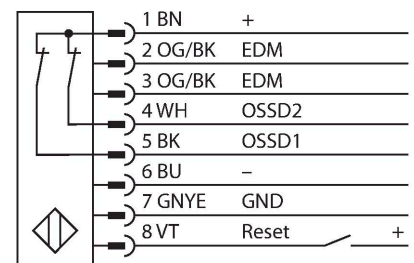 1 BN +
2 OG/BK EDM
3 OG/BK EDM
4 WH OSSD2
5 BK OSSD1
6 BU –
7 GNYE GND
8 VT Reset +